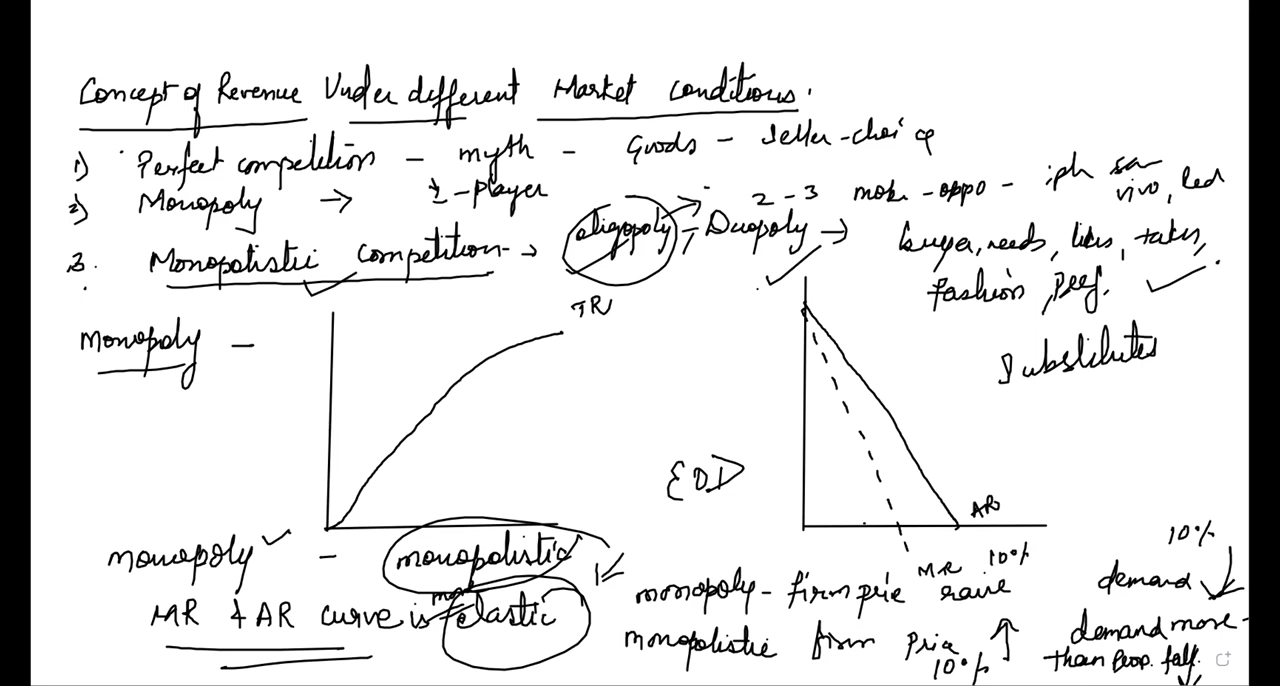 Concept of Revenue Under different Market Conditions.
1) Perfect competition - myth - Goods - seller-choice
2) Monopoly → 1-player
2-3 mob. -oppo - iph sam
vivo, Red
3. Monopolistic competition → oligopoly - Duopoly →
buyer, needs, likes, tastes,
fashion, pref.
TR
Monopoly -
Substitutes
EOD
AR
MR
monopoly - monopolistic
MR & AR curve is more elastic
monopoly - firm price raise 10%
demand 10% ↓
monopolistic firm price 10% ↑
demand more-
than prop. fall.